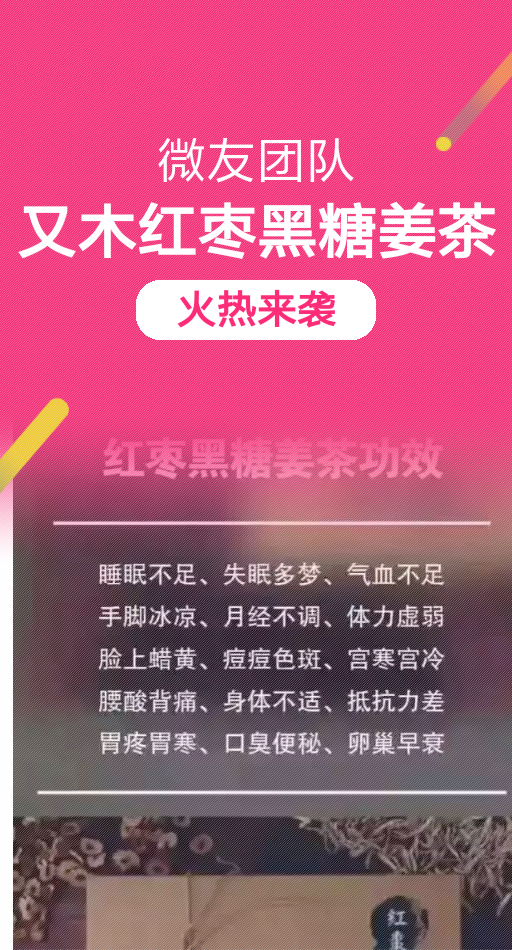 微友团队
又木红枣黑糖姜茶
火热来袭
红枣黑糖姜茶功效
睡眠不足、失眠多梦、气血不足
手脚冰凉、月经不调、体力虚弱
脸上蜡黄、痘痘色斑、宫寒宫冷
腰酸背痛、身体不适、抵抗力差
胃疼胃寒、口臭便秘、卵巢早衰
红